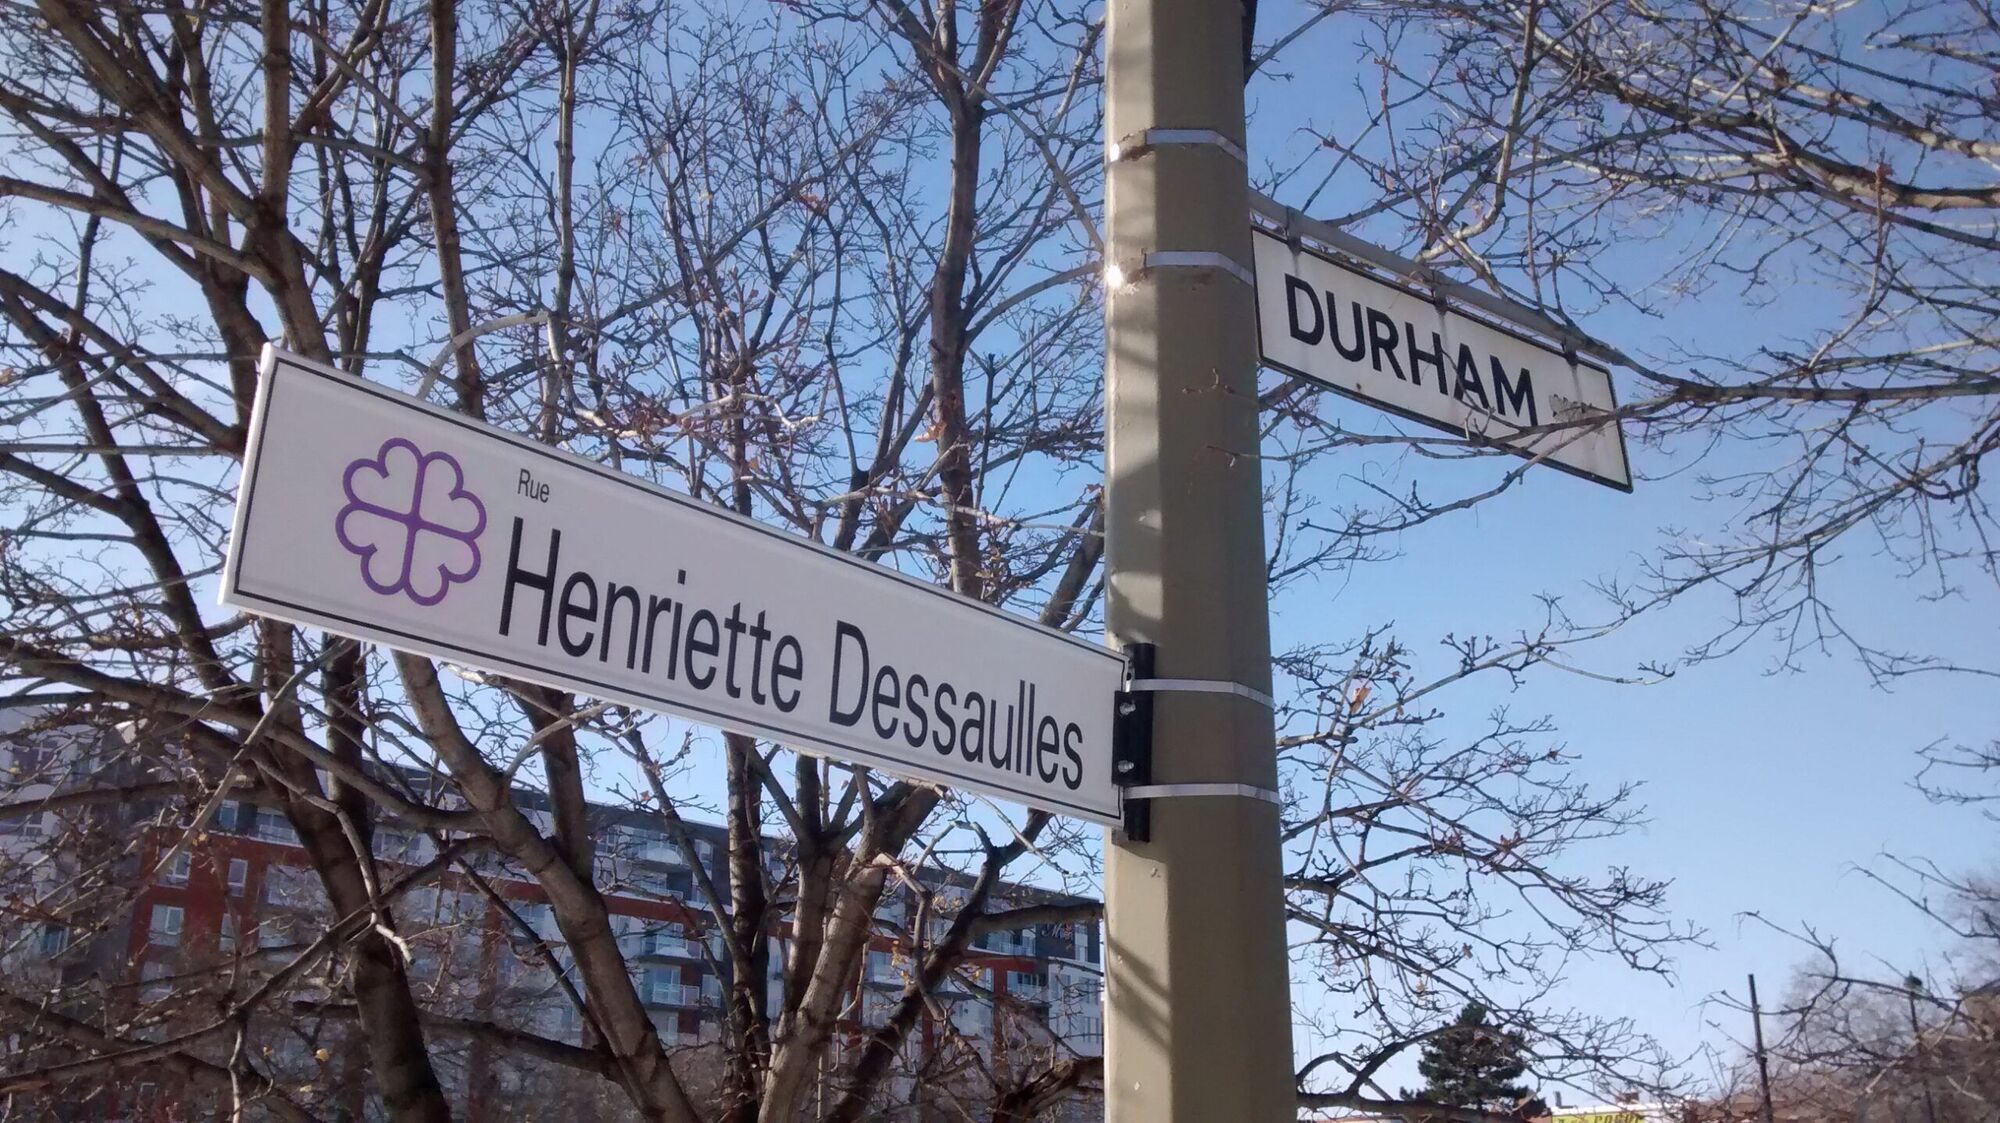 Rue
Henriette Dessaulles
DURHAM